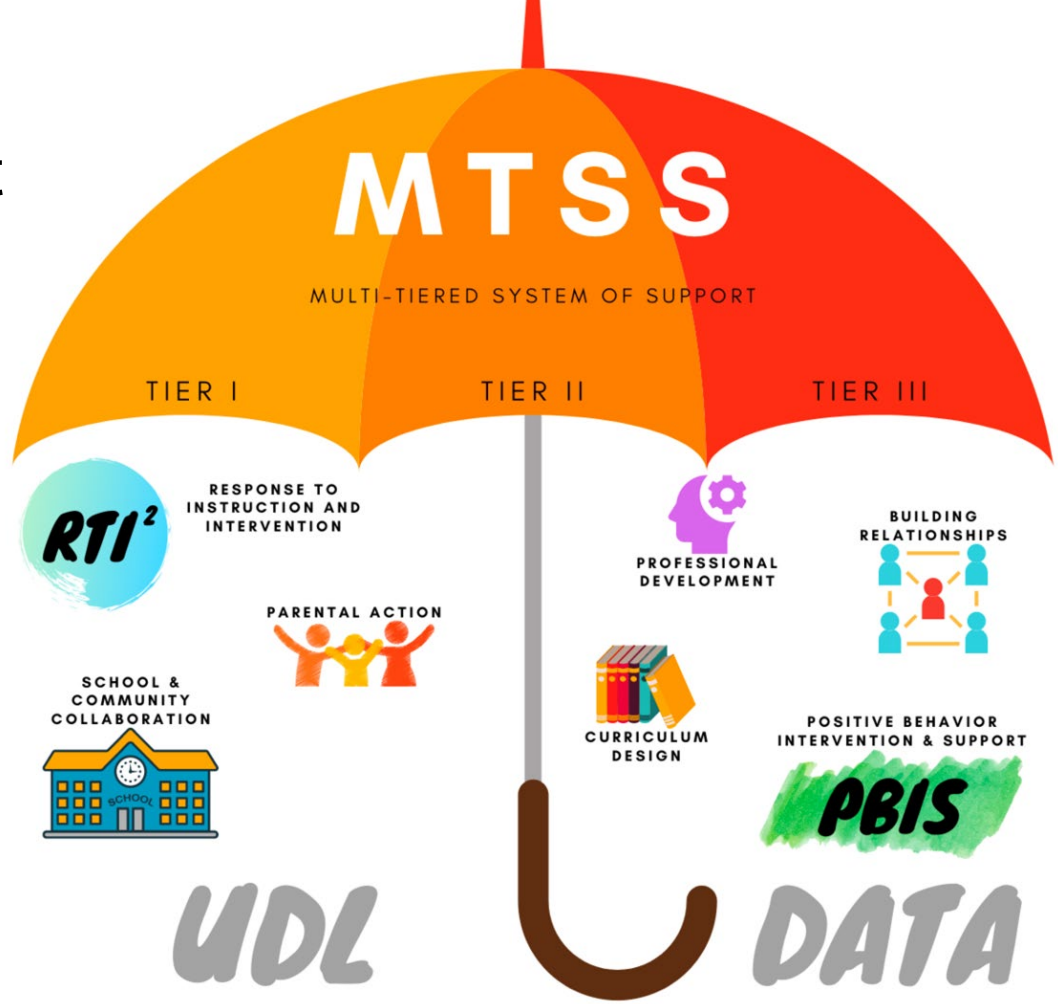 MTSS
MULTI-TIERED SYSTEM OF SUPPORT
TIER I
TIER II
TIER III
RTI²
RESPONSE TO
INSTRUCTION AND
INTERVENTION
PARENTAL ACTION
SCHOOL &
COMMUNITY
COLLABORATION
SCHOOL
PROFESSIONAL
DEVELOPMENT
BUILDING
RELATIONSHIPS
CURRICULUM
DESIGN
POSITIVE BEHAVIOR
INTERVENTION & SUPPORT
PBIS
UDL
DATA